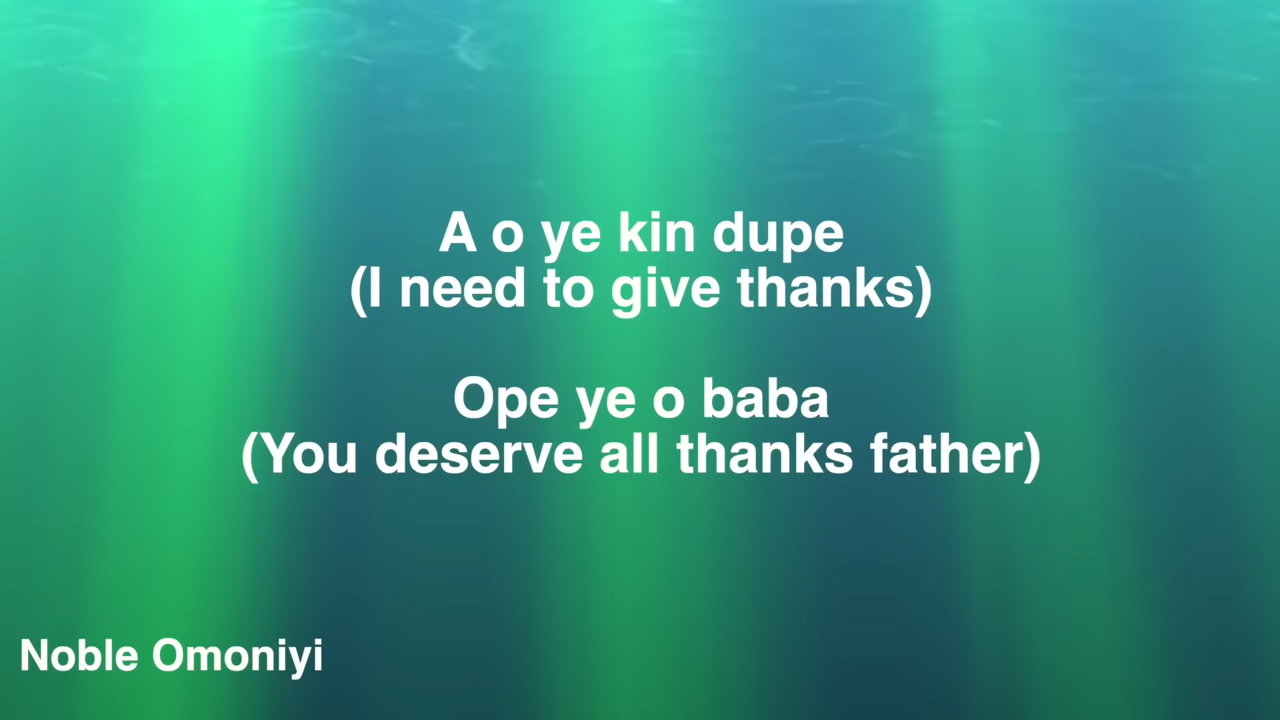 A o ye kin dupe
(I need to give thanks)
Ope ye o baba
(You deserve all thanks father)
Noble Omoniyi